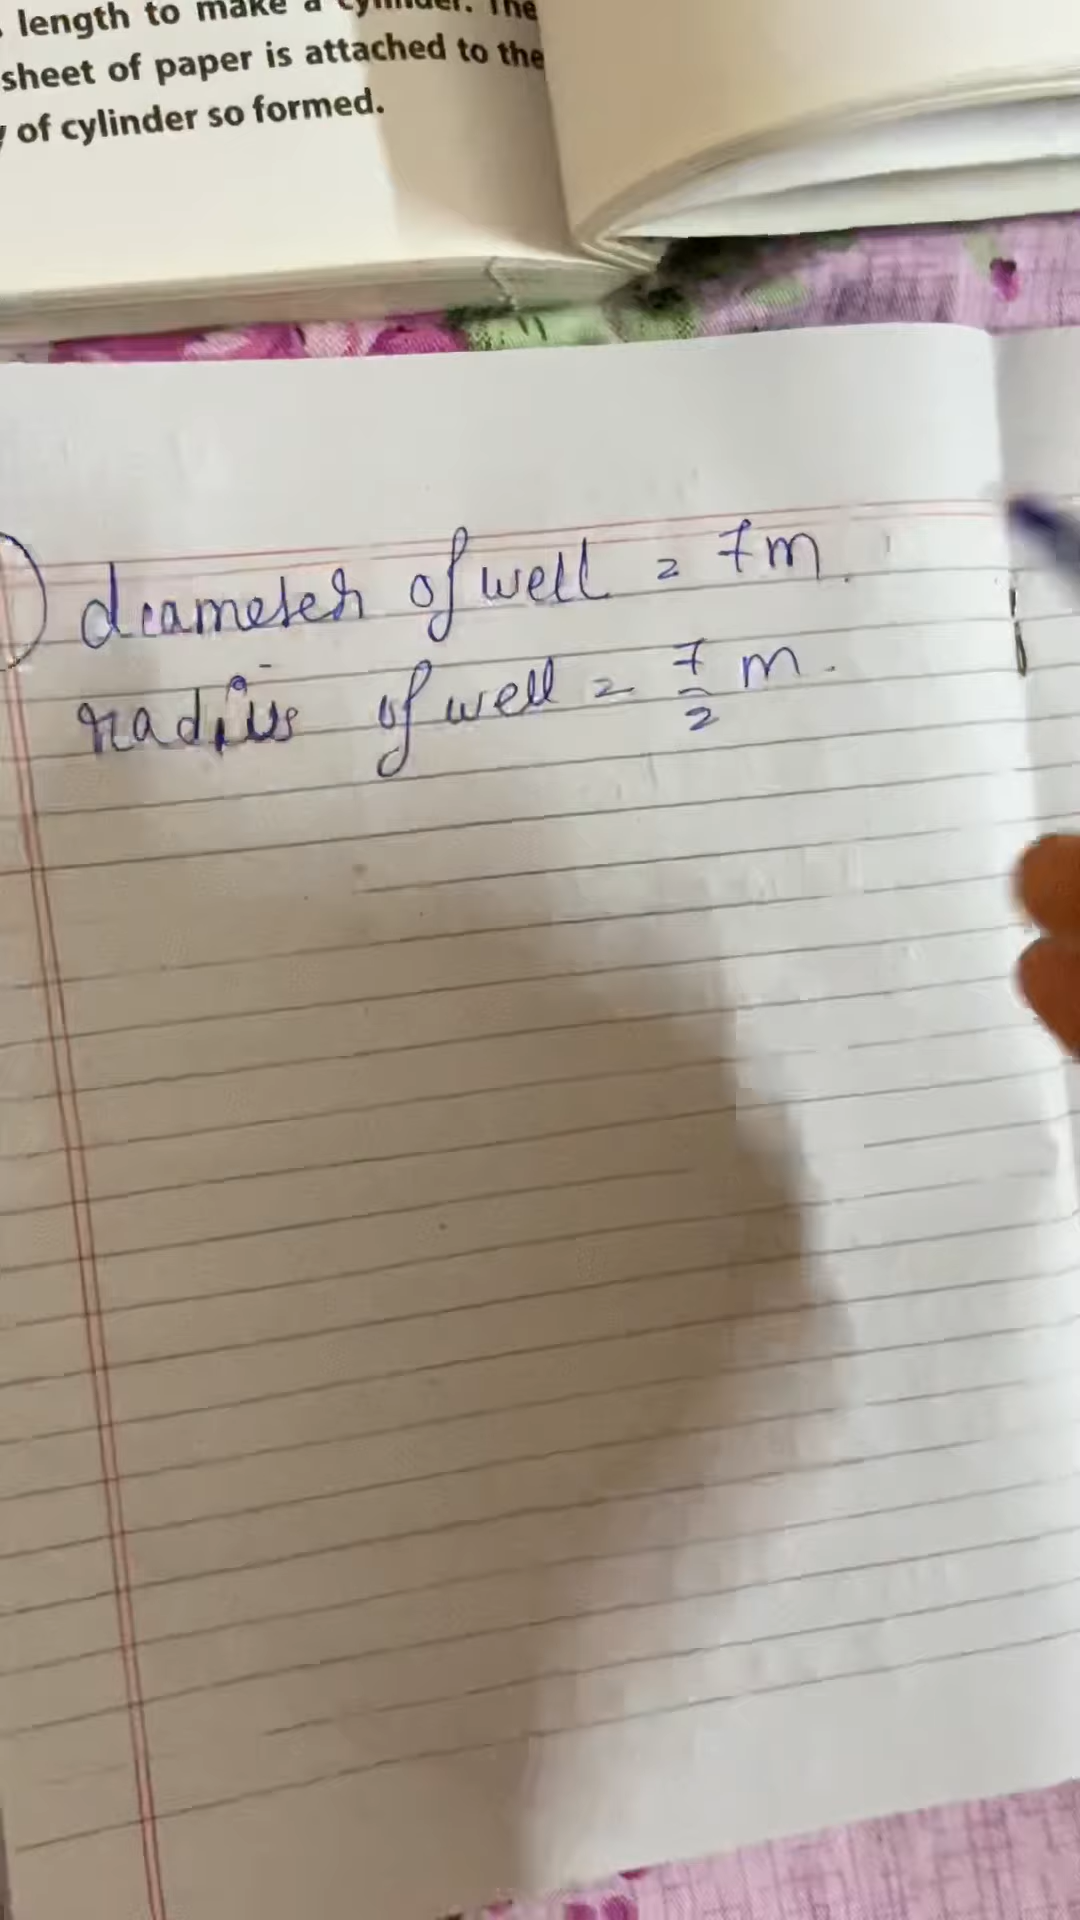 length to make a cylinder. The
sheet of paper is attached to the
of cylinder so formed.
diameter of well = 7 m.
radius of well = 7/2 m.